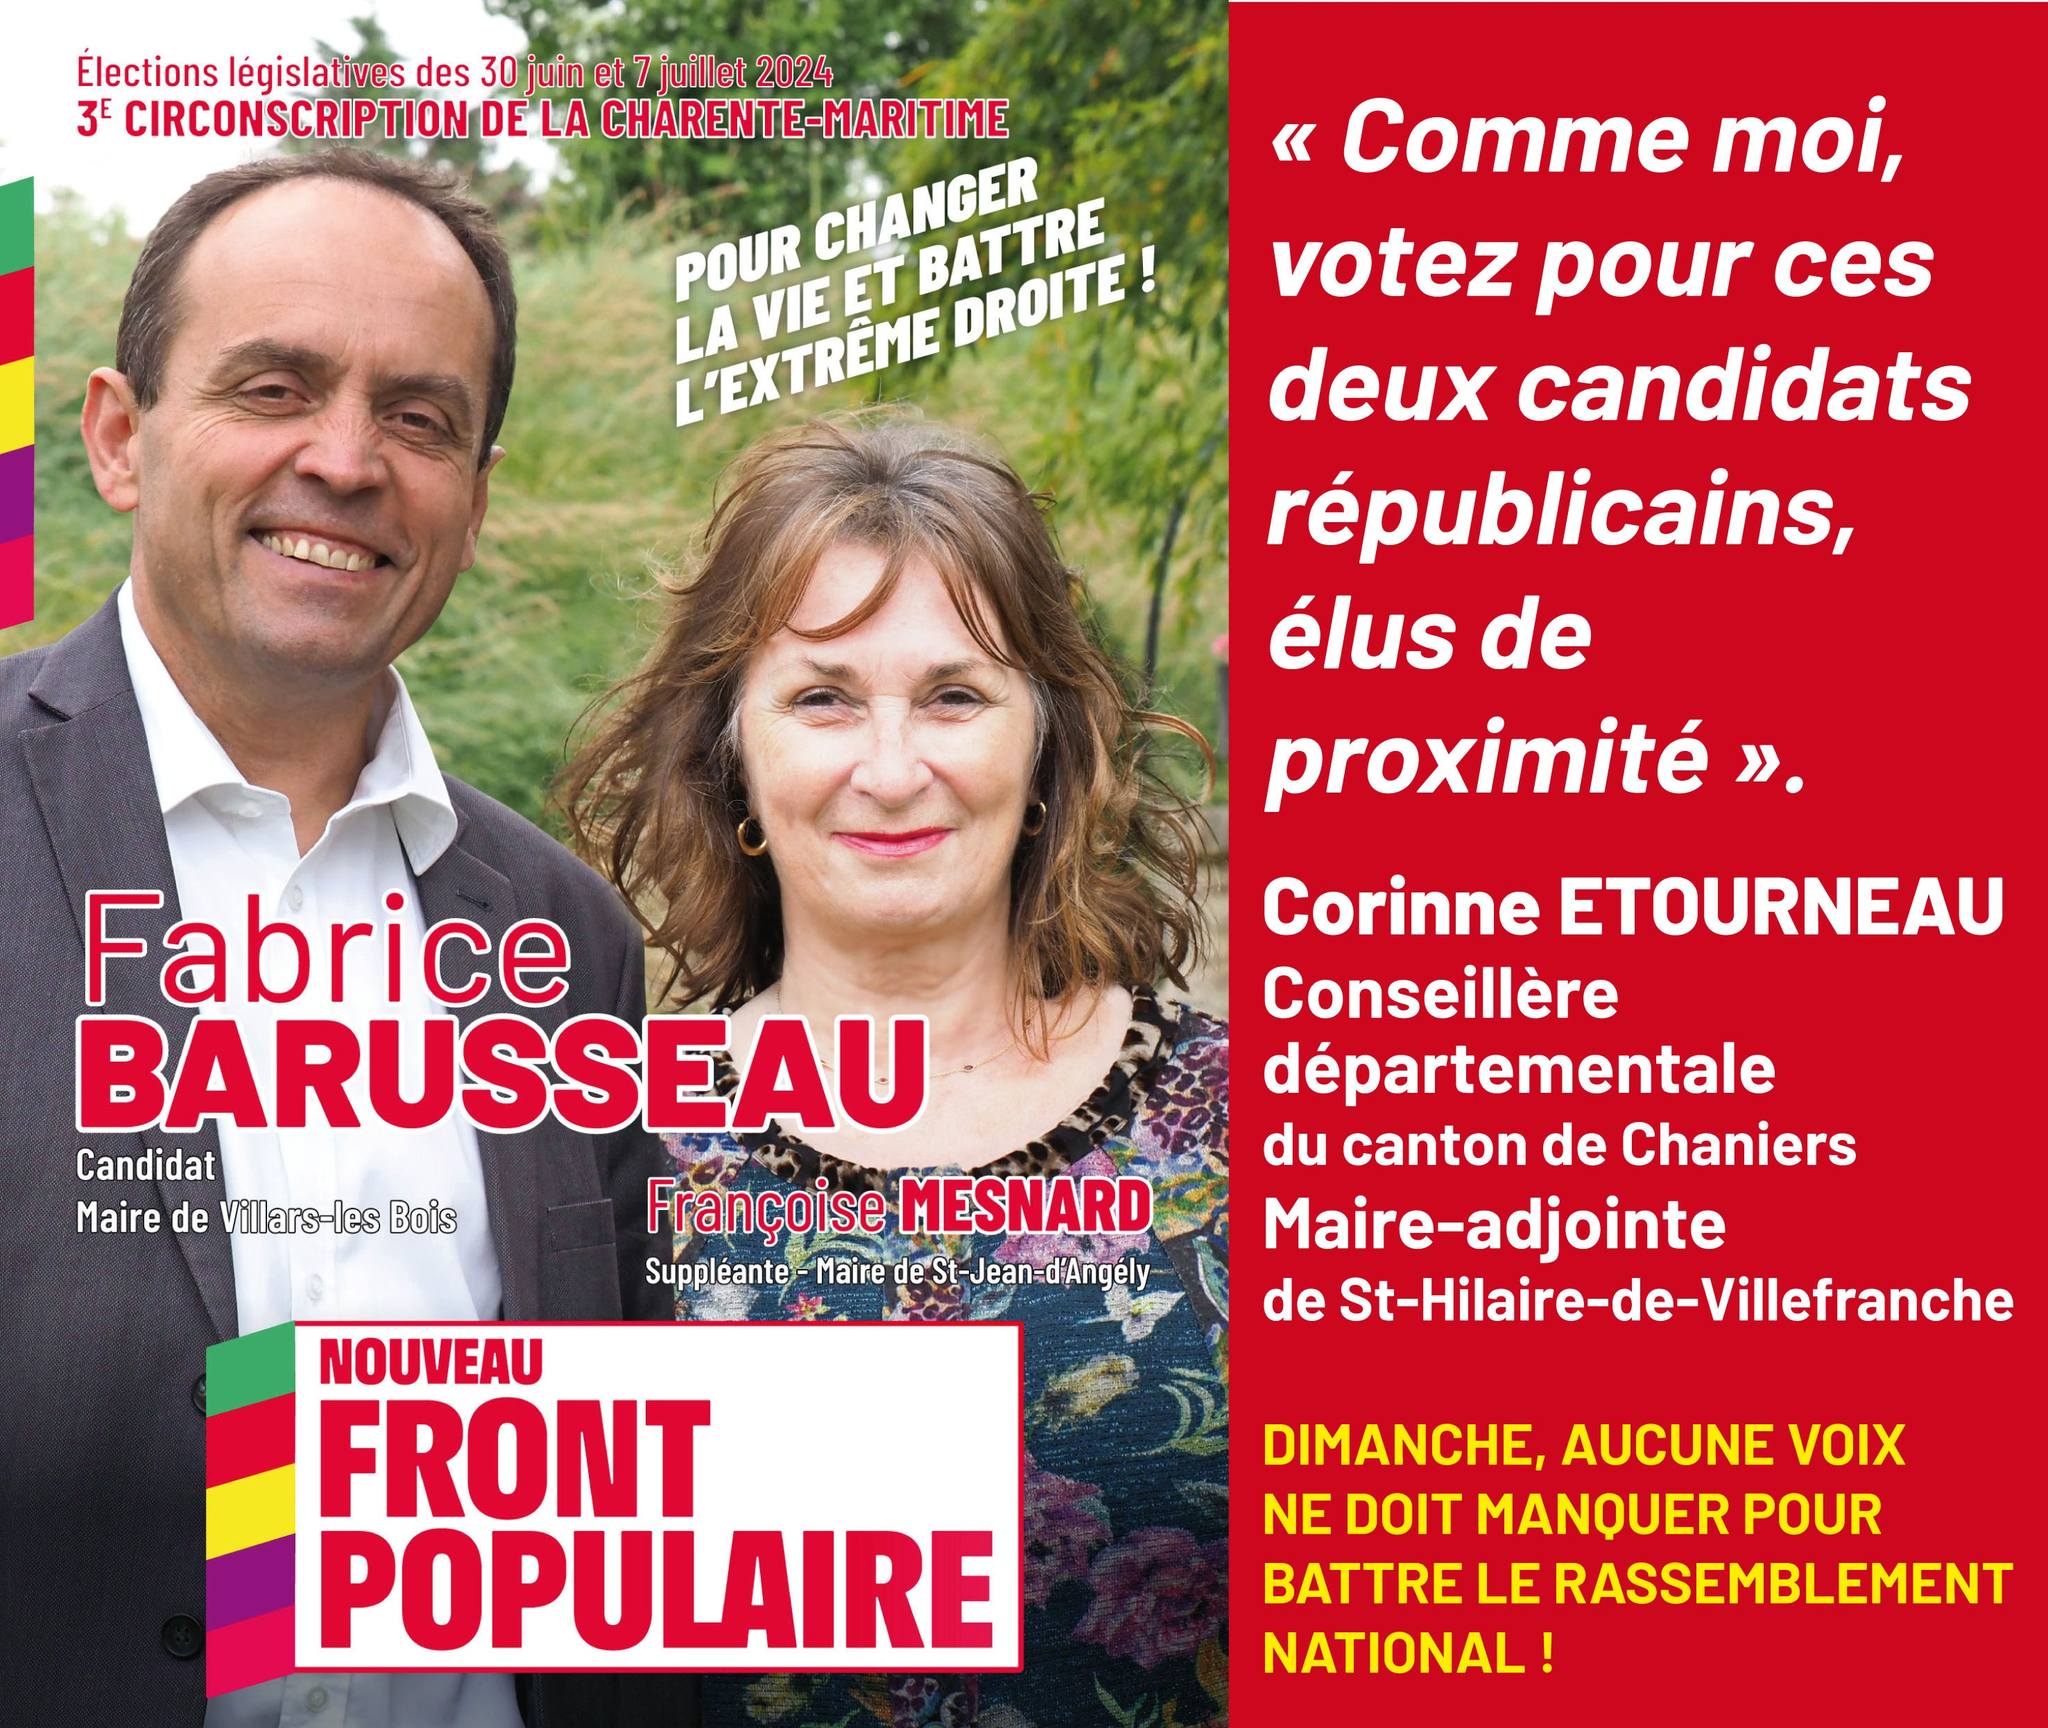 Élections législatives des 30 juin et 7 juillet 2024
3E CIRCONSCRIPTION DE LA CHARENTE-MARITIME
POUR CHANGER
LA VIE ET BATTRE
L'EXTRÊME DROITE !
Fabrice
BARUSSEAU
Candidat
Maire de Villars-les Bois
Françoise MESNARD
Suppléante - Maire de St-Jean-d'Angély
NOUVEAU
FRONT
POPULAIRE
« Comme moi,
votez pour ces
deux candidats
républicains,
élus de
proximité ».
Corinne ETOURNEAU
Conseillère
départementale
du canton de Chaniers
Maire-adjointe
de St-Hilaire-de-Villefranche
DIMANCHE, AUCUNE VOIX
NE DOIT MANQUER POUR
BATTRE LE RASSEMBLEMENT
NATIONAL !